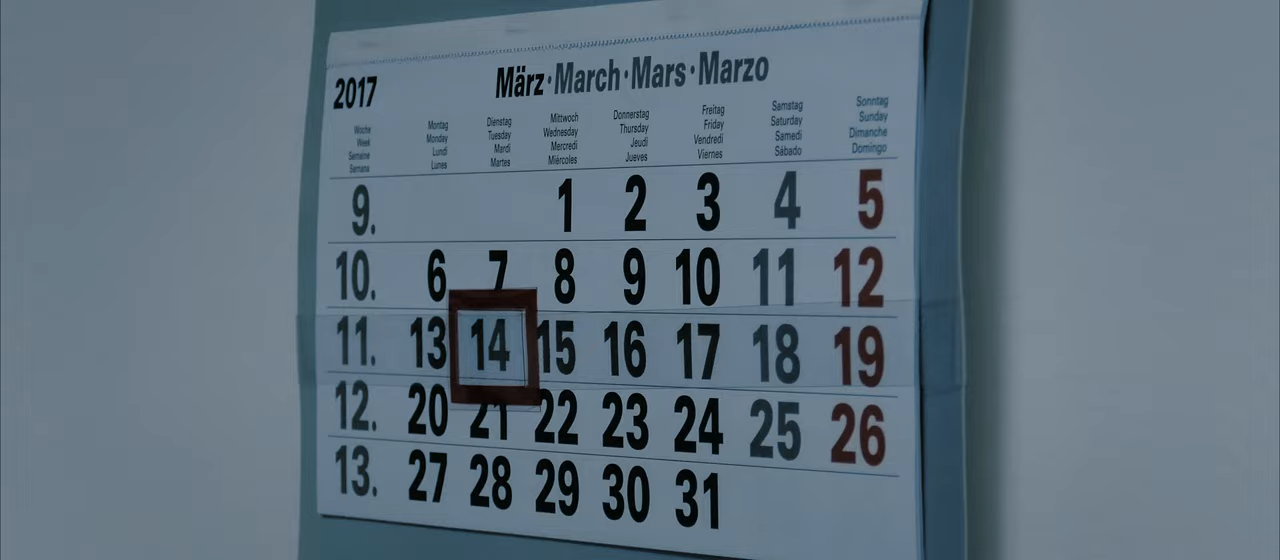 2017 März·March·Mars·Marzo
Woche Montag Dienstag Mittwoch Donnerstag Freitag Samstag Sonntag
Week Monday Tuesday Wednesday Thursday Friday Saturday Sunday
Semaine Lundi Mardi Mercredi Jeudi Vendredi Samedi Dimanche
Semana Lunes Martes Miércoles Jueves Viernes Sábado Domingo
9. 1 2 3 4 5
10. 6 7 8 9 10 11 12
11. 13 14 15 16 17 18 19
12. 20 21 22 23 24 25 26
13. 27 28 29 30 31